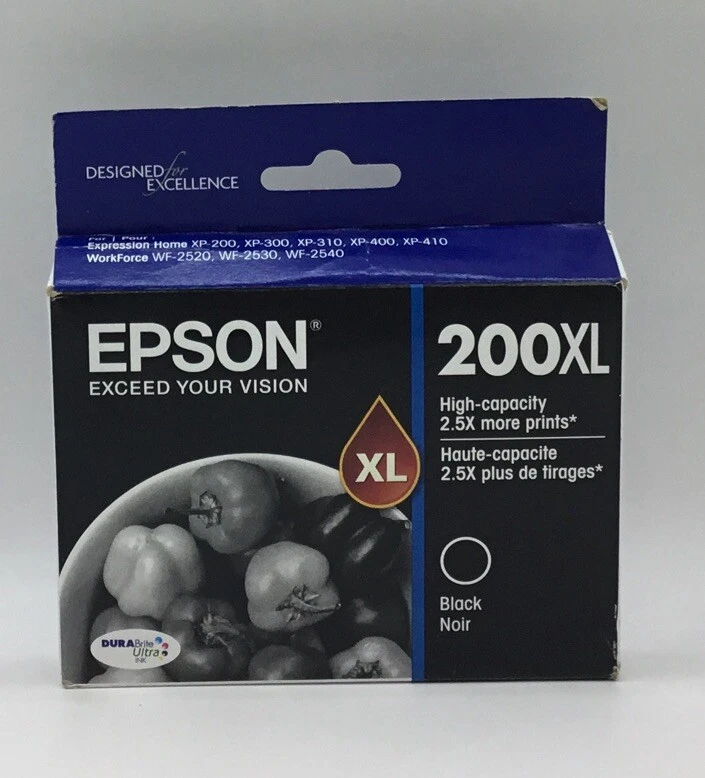 DESIGNED for
EXCELLENCE
For | Pour :
Expression Home XP-200, XP-300, XP-310, XP-400, XP-410
WorkForce WF-2520, WF-2530, WF-2540
EPSON®
EXCEED YOUR VISION
200XL
High-capacity
2.5X more prints*
Haute-capacite
2.5X plus de tirages*
XL
Black
Noir
DURABrite
Ultra
INK